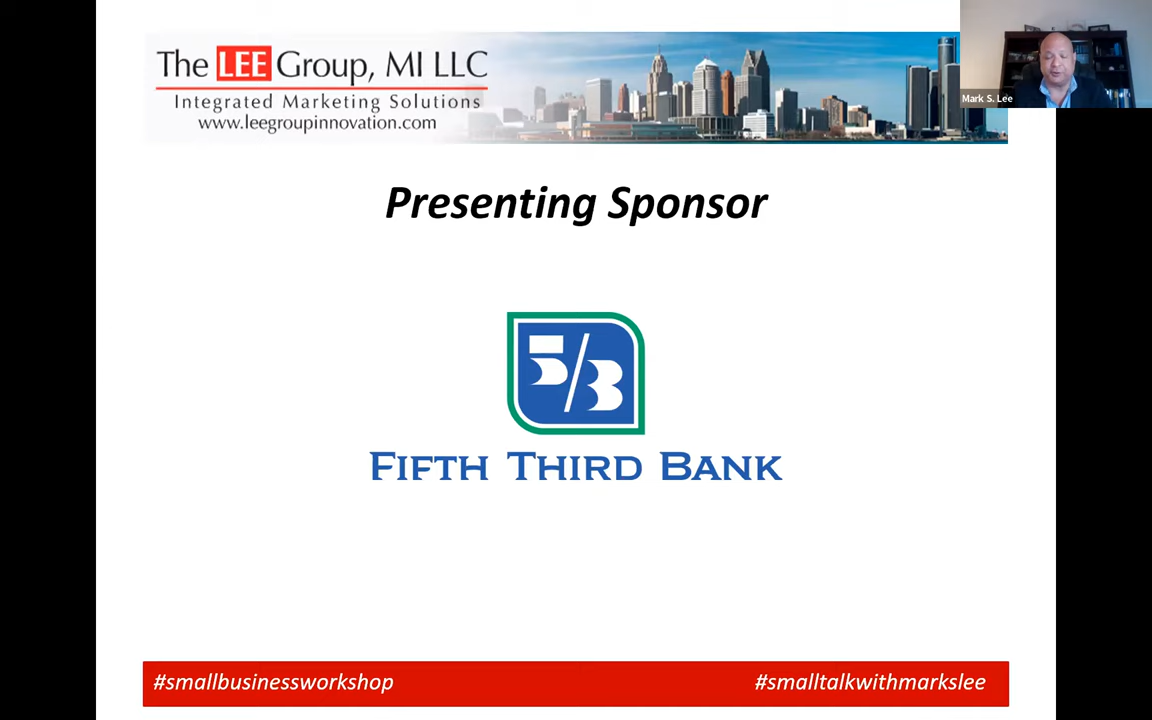 The LEE Group, MI LLC
Integrated Marketing Solutions
www.leegroupinnovation.com
Mark S. Lee
Presenting Sponsor
5/3
FIFTH THIRD BANK
#smallbusinessworkshop
#smalltalkwithmarkslee